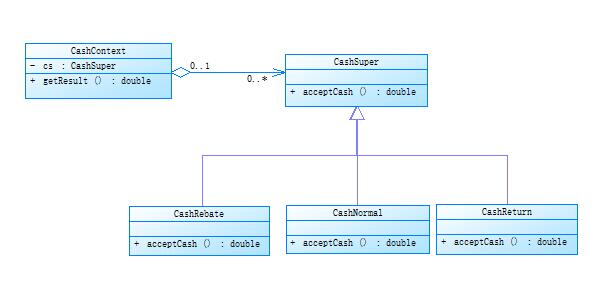 CashContext
- cs : CashSuper
+ getResult () : double
0..1
0..*
CashSuper
+ acceptCash () : double
CashRebate
+ acceptCash () : double
CashNormal
+ acceptCash () : double
CashReturn
+ acceptCash () : double